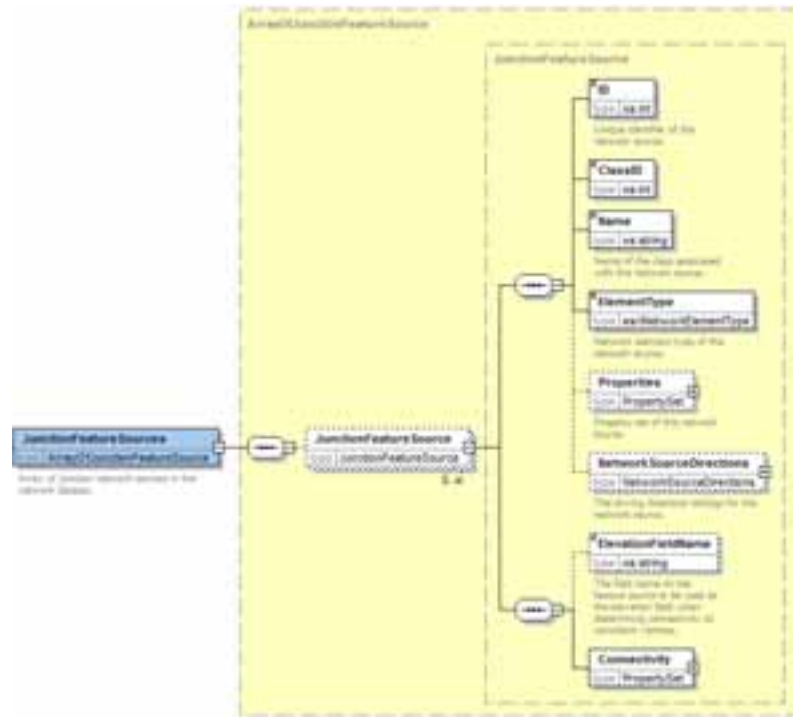 ArrayOfJunctionFeatureSource
JunctionFeatureSource
ID
type xs:int
Unique identifier of the
network source.
ClassID
type xs:int
Name
type xs:string
Name of the class associated
with the network source.
ElementType
type esriNetworkElementType
Network element type of the
network source.
Properties
type PropertySet
Property set of the network
source.
JunctionFeatureSources
type ArrayOfJunctionFeatureSource
Array of junction network sources in the
network dataset.
JunctionFeatureSource
type JunctionFeatureSource
NetworkSourceDirections
type NetworkSourceDirections
The driving directions settings for the
network source.
ElevationFieldName
type xs:string
The field name on the
feature source to be used as
the elevation field when
determining connectivity at
coincident vertices.
Connectivity
type PropertySet